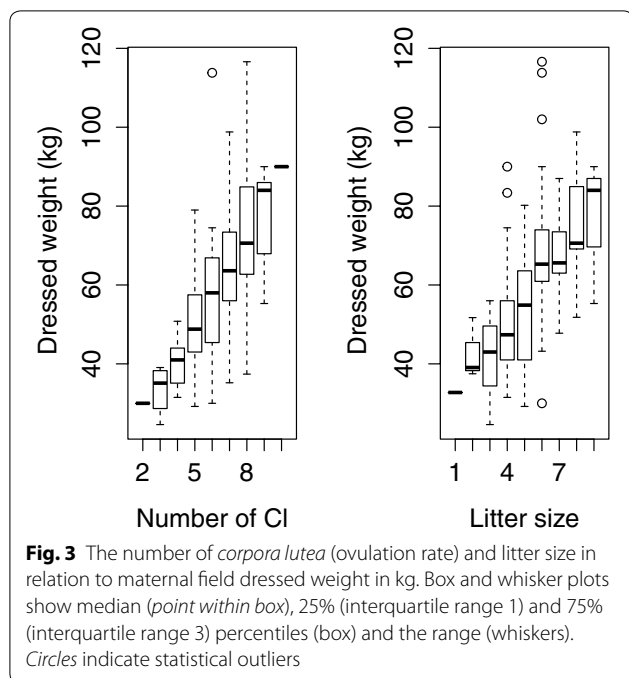 120
100
80
60
40
Dressed weight (kg)
2 5 8
Number of Cl
120
100
80
60
40
Dressed weight (kg)
1 4 7
Litter size
Fig. 3 The number of corpora lutea (ovulation rate) and litter size in
relation to maternal field dressed weight in kg. Box and whisker plots
show median (point within box), 25% (interquartile range 1) and 75%
(interquartile range 3) percentiles (box) and the range (whiskers).
Circles indicate statistical outliers